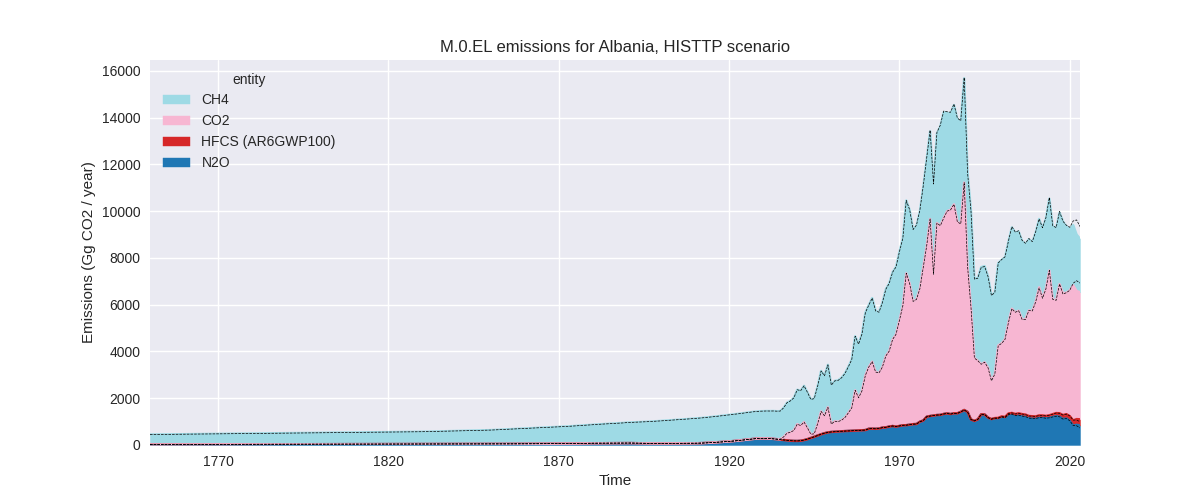 M.0.EL emissions for Albania, HISTTP scenario
Emissions (Gg CO2 / year)
16000
14000
12000
10000
8000
6000
4000
2000
0
entity
CH4
CO2
HFCS (AR6GWP100)
N2O
1770 1820 1870 1920 1970 2020
Time